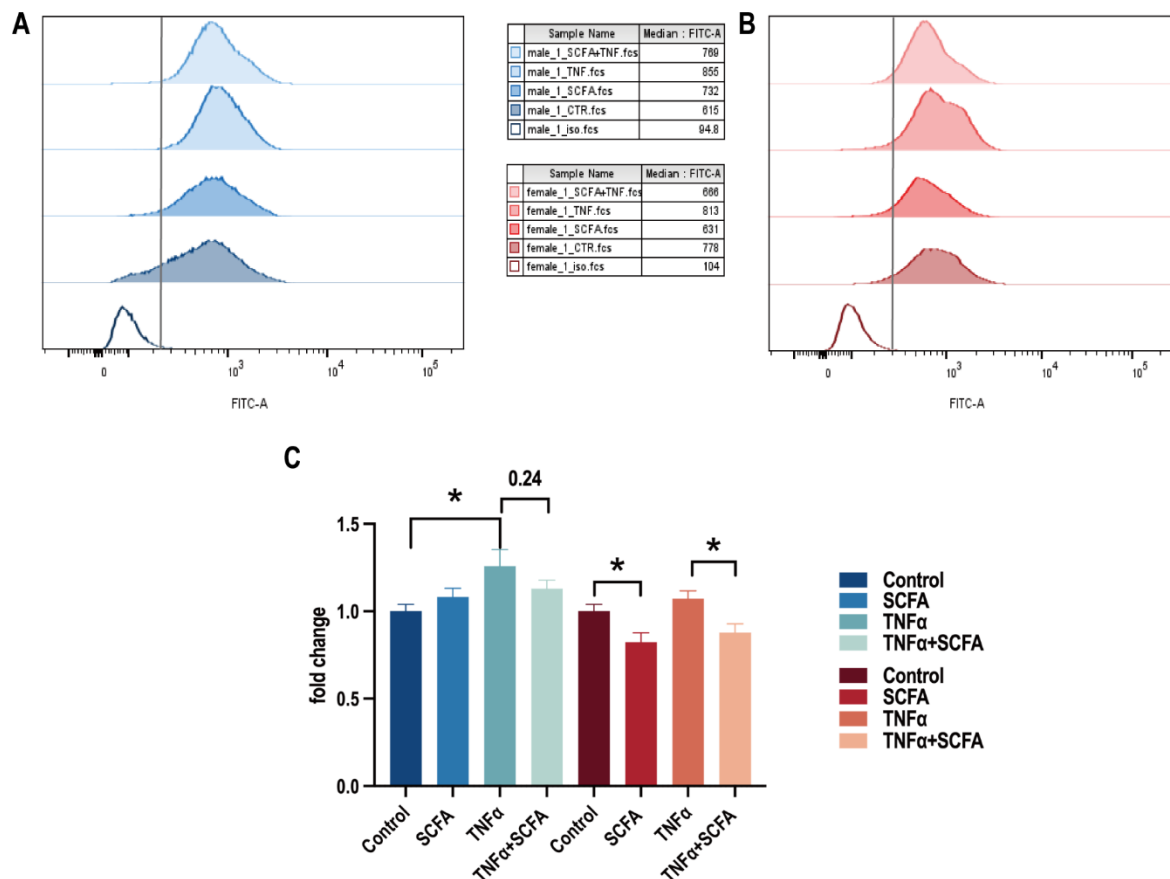 A
0 10³ 10⁴ 10⁵
FITC-A
Sample Name Median : FITC-A
male_1_SCFA+TNF.fcs 769
male_1_TNF.fcs 855
male_1_SCFA.fcs 732
male_1_CTR.fcs 615
male_1_iso.fcs 94.8
Sample Name Median : FITC-A
female_1_SCFA+TNF.fcs 666
female_1_TNF.fcs 813
female_1_SCFA.fcs 631
female_1_CTR.fcs 778
female_1_iso.fcs 104
B
0 10³ 10⁴ 10⁵
FITC-A
C
0.24
* * *
fold change
1.5
1.0
0.5
0.0
Control SCFA TNFα TNFα+SCFA Control SCFA TNFα TNFα+SCFA
Control
SCFA
TNFα
TNFα+SCFA
Control
SCFA
TNFα
TNFα+SCFA